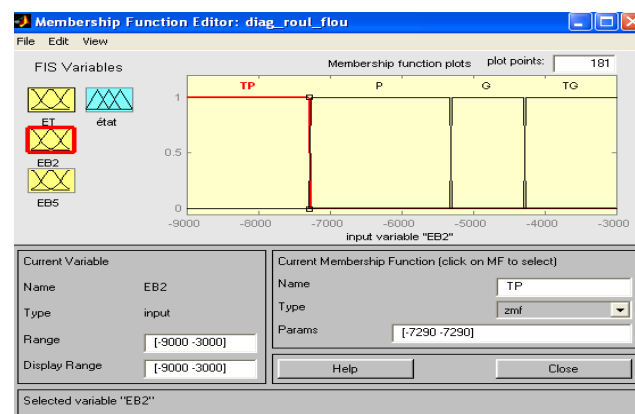 Membership Function Editor: diag_roul_flou
File Edit View
FIS Variables
Membership function plots plot points: 181
ET état
EB2
EB5
TP P G TG
1
0.5
0
-9000 -8000 -7000 -6000 -5000 -4000 -3000
input variable "EB2"
Current Variable
Name EB2
Type input
Range [-9000 -3000]
Display Range [-9000 -3000]
Current Membership Function (click on MF to select)
Name TP
Type zmf
Params [-7290 -7290]
Help Close
Selected variable "EB2"